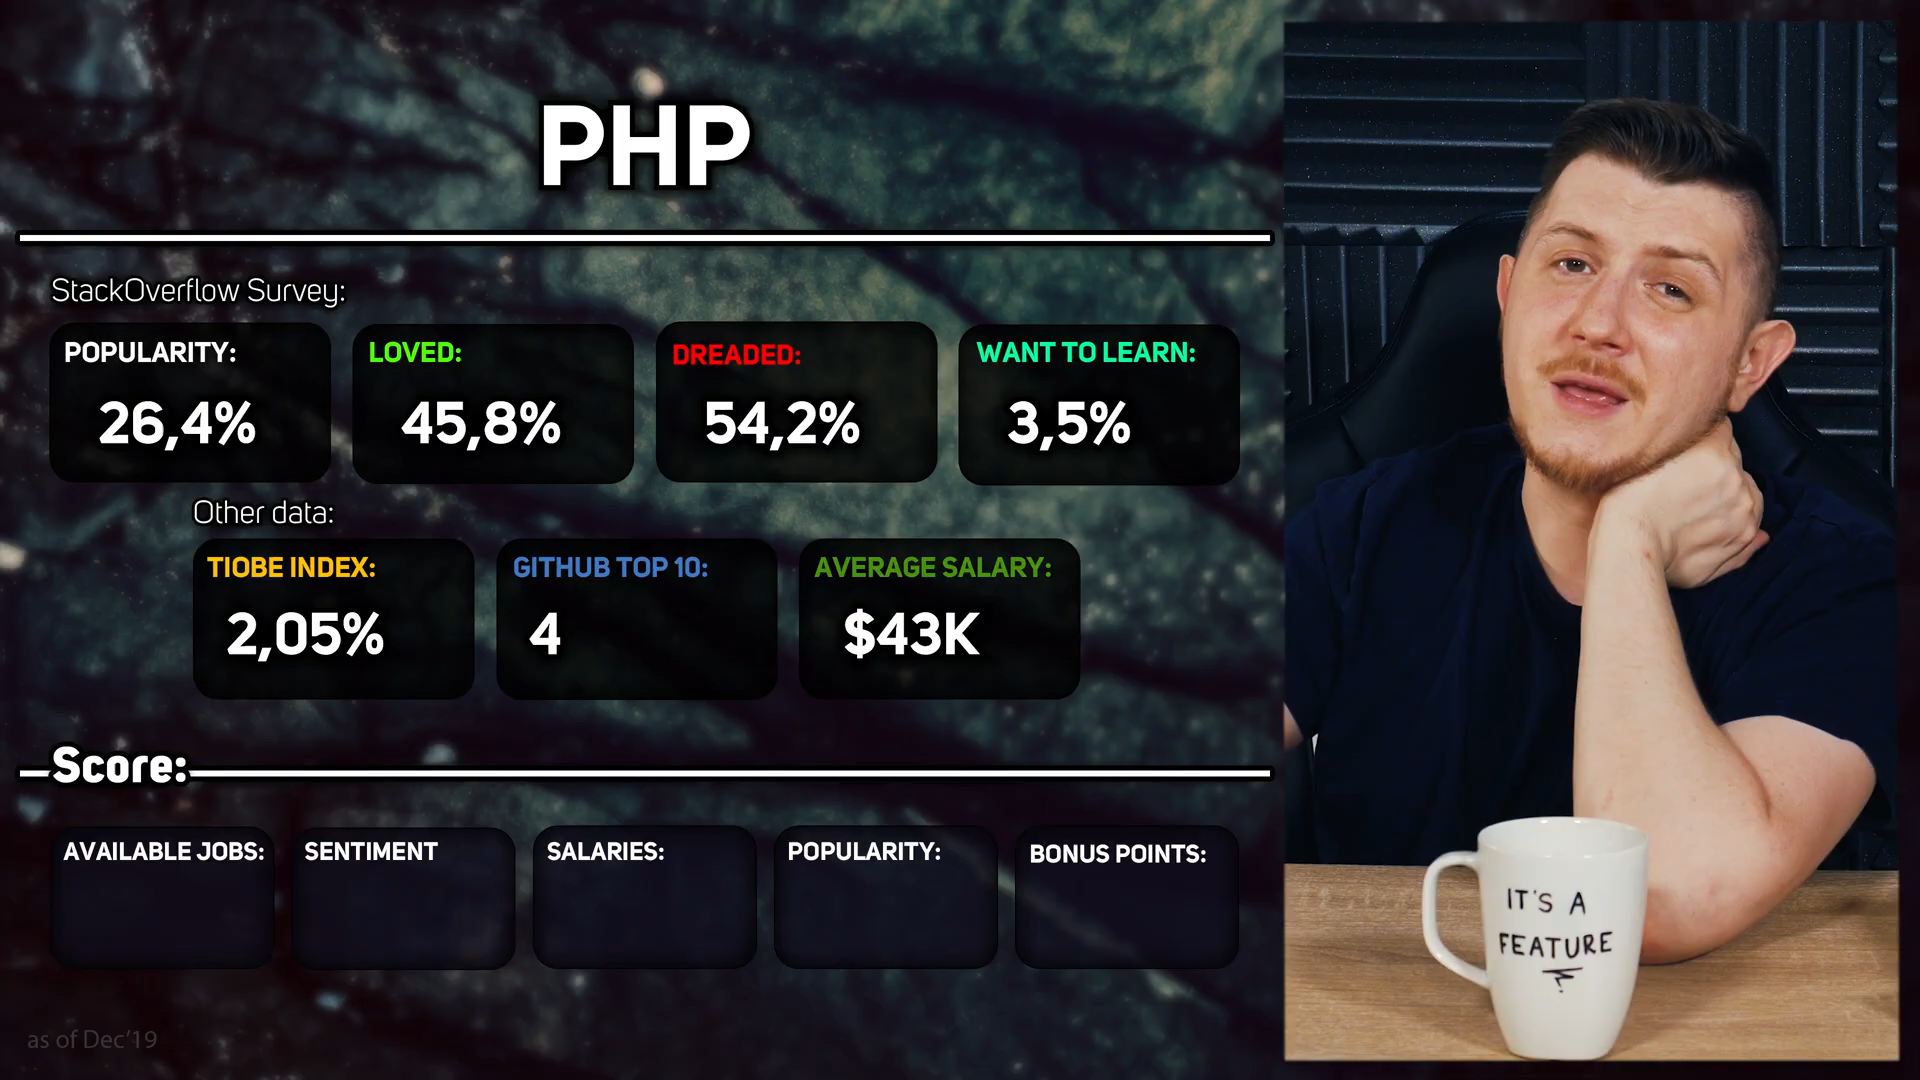 PHP
StackOverflow Survey:
POPULARITY: LOVED: DREADED: WANT TO LEARN:
26,4% 45,8% 54,2% 3,5%
Other data:
TIOBE INDEX: GITHUB TOP 10: AVERAGE SALARY:
2,05% 4 $43K
Score:
AVAILABLE JOBS: SENTIMENT SALARIES: POPULARITY: BONUS POINTS:
as of Dec'19
IT'S A
FEATURE